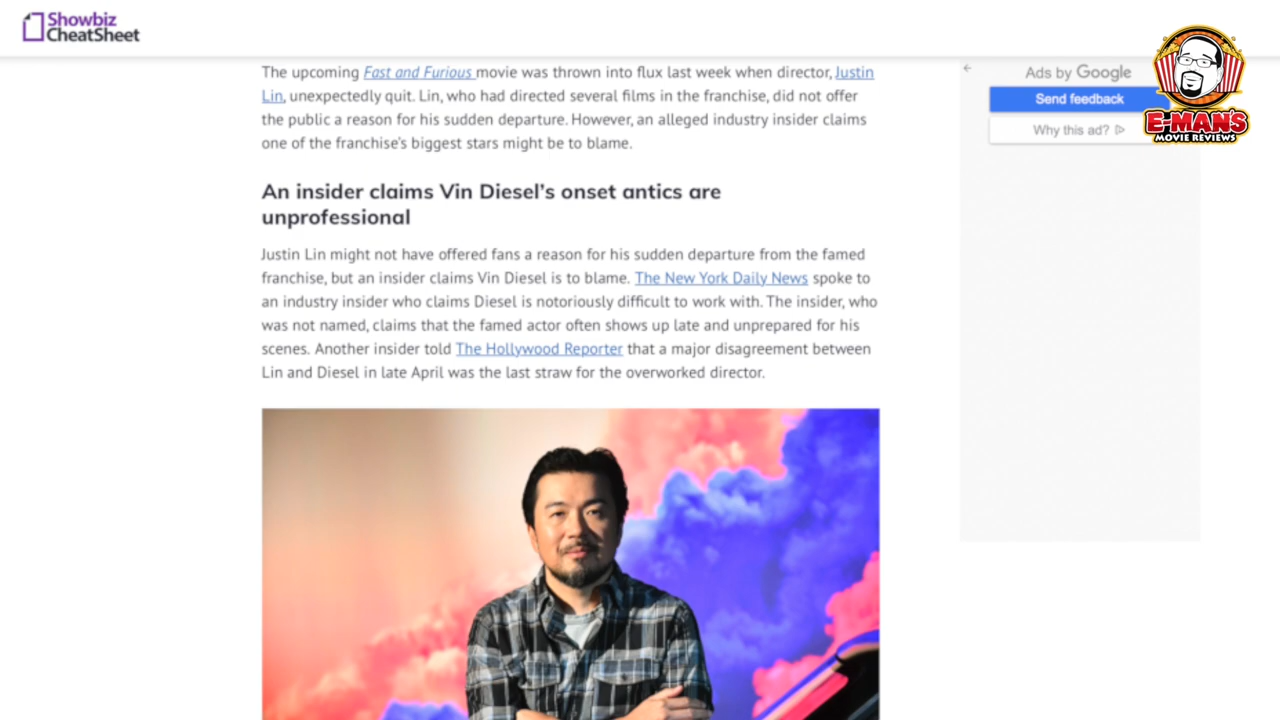 Showbiz
CheatSheet
The upcoming Fast and Furious movie was thrown into flux last week when director, Justin
Lin, unexpectedly quit. Lin, who had directed several films in the franchise, did not offer
the public a reason for his sudden departure. However, an alleged industry insider claims
one of the franchise's biggest stars might be to blame.
An insider claims Vin Diesel's onset antics are
unprofessional
Justin Lin might not have offered fans a reason for his sudden departure from the famed
franchise, but an insider claims Vin Diesel is to blame. The New York Daily News spoke to
an industry insider who claims Diesel is notoriously difficult to work with. The insider, who
was not named, claims that the famed actor often shows up late and unprepared for his
scenes. Another insider told The Hollywood Reporter that a major disagreement between
Lin and Diesel in late April was the last straw for the overworked director.
Ads by Google
Send feedback
Why this ad?
E-MAN'S
MOVIE REVIEWS